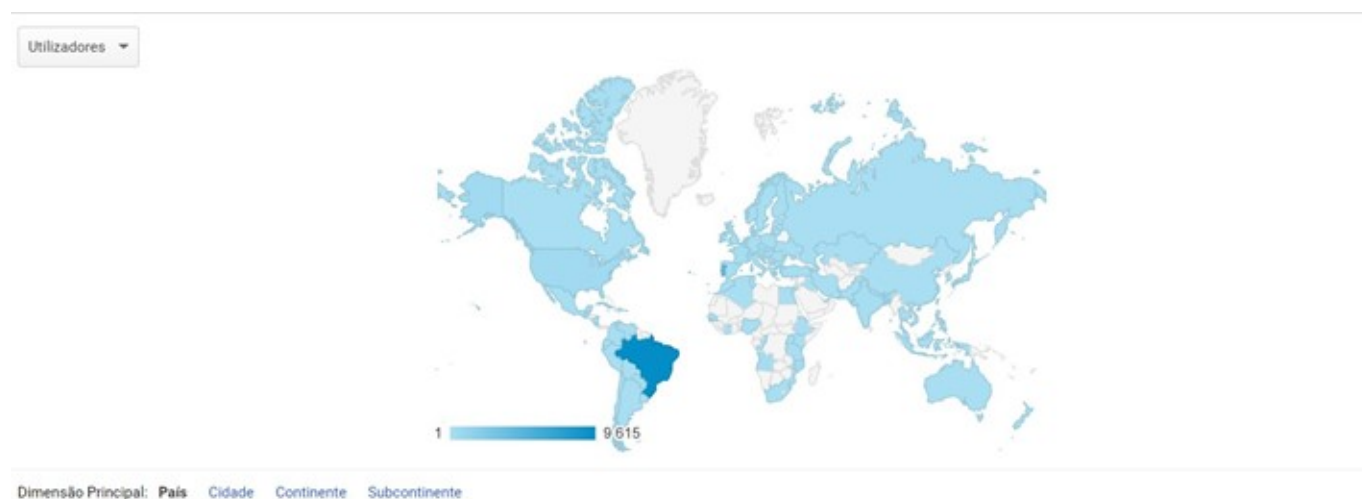 Utilizadores
1 9 615
Dimensão Principal: País Cidade Continente Subcontinente